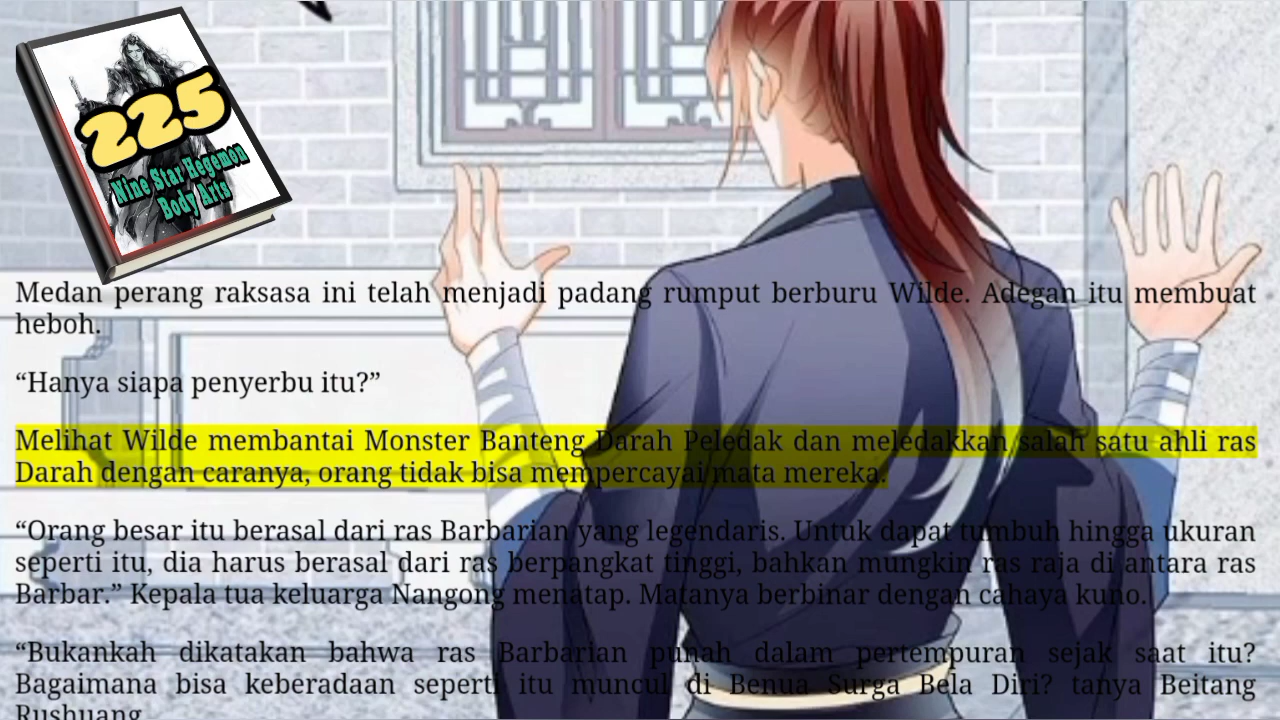 225
Nine Star Hegemon
Body Arts
Medan perang raksasa ini telah menjadi padang rumput berburu Wilde. Adegan itu membuat
heboh.
“Hanya siapa penyerbu itu?”
Melihat Wilde membantai Monster Banteng Darah Peledak dan meledakkan salah satu ahli ras
Darah dengan caranya, orang tidak bisa mempercayai mata mereka.
“Orang besar itu berasal dari ras Barbarian yang legendaris. Untuk dapat tumbuh hingga ukuran
seperti itu, dia harus berasal dari ras berpangkat tinggi, bahkan mungkin ras raja di antara ras
Barbar.” Kepala tua keluarga Nangong menatap. Matanya berbinar dengan cahaya kuno.
“Bukankah dikatakan bahwa ras Barbarian punah dalam pertempuran sejak saat itu?
Bagaimana bisa keberadaan seperti itu muncul di Benua Surga Bela Diri? tanya Beitang
Rushuang.